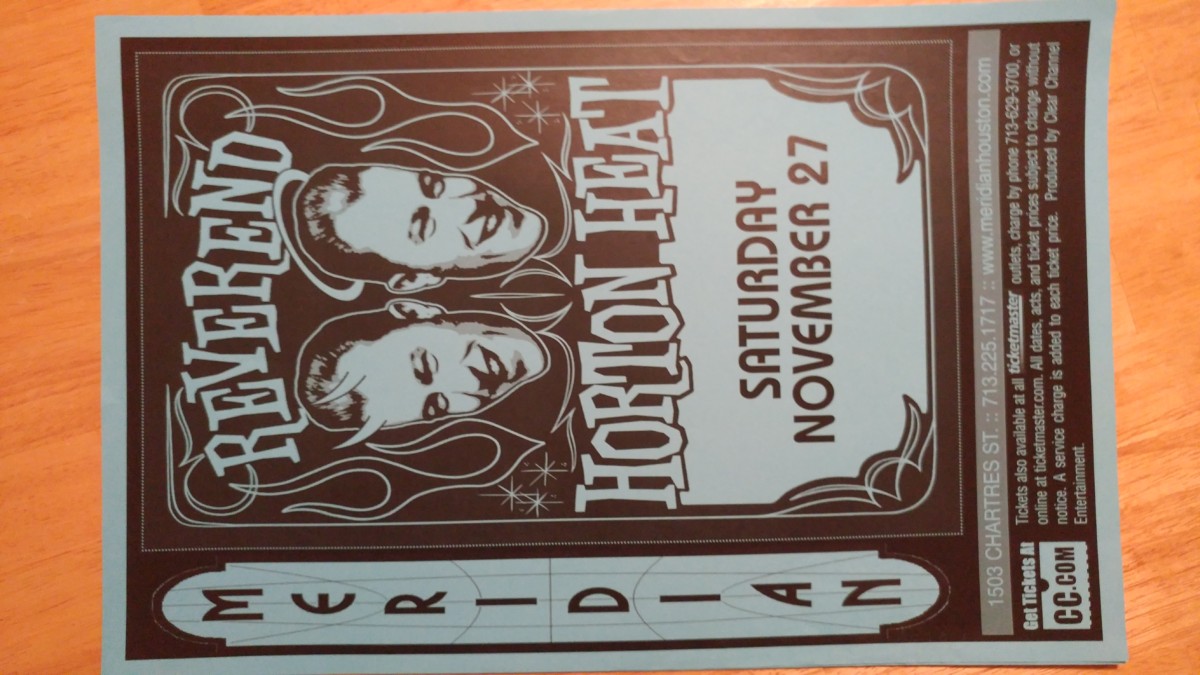 REVEREND
HORTON HEAT
SATURDAY
NOVEMBER 27
MERIDIAN
1503 CHARTRES ST. :: 713.225.1717 :: www.meridianhouston.com
Get Tickets At
CC.COM
Tickets also available at all ticketmaster outlets, charge by phone 713-629-3700, or
online at ticketmaster.com. All dates, acts, and ticket prices subject to change without
notice. A service charge is added to each ticket price. Produced by Clear Channel
Entertainment.